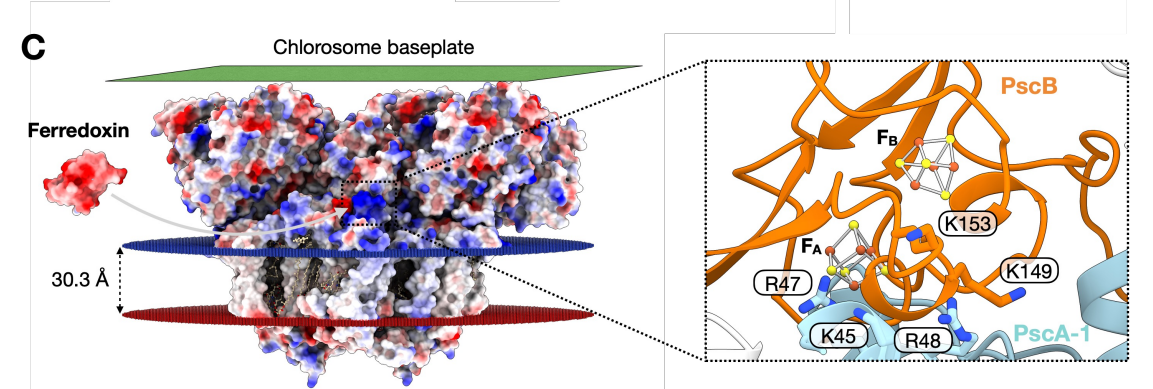 C
Chlorosome baseplate
Ferredoxin
30.3 Å
PscB
FB
K153
FA
R47
K149
K45
R48
PscA-1